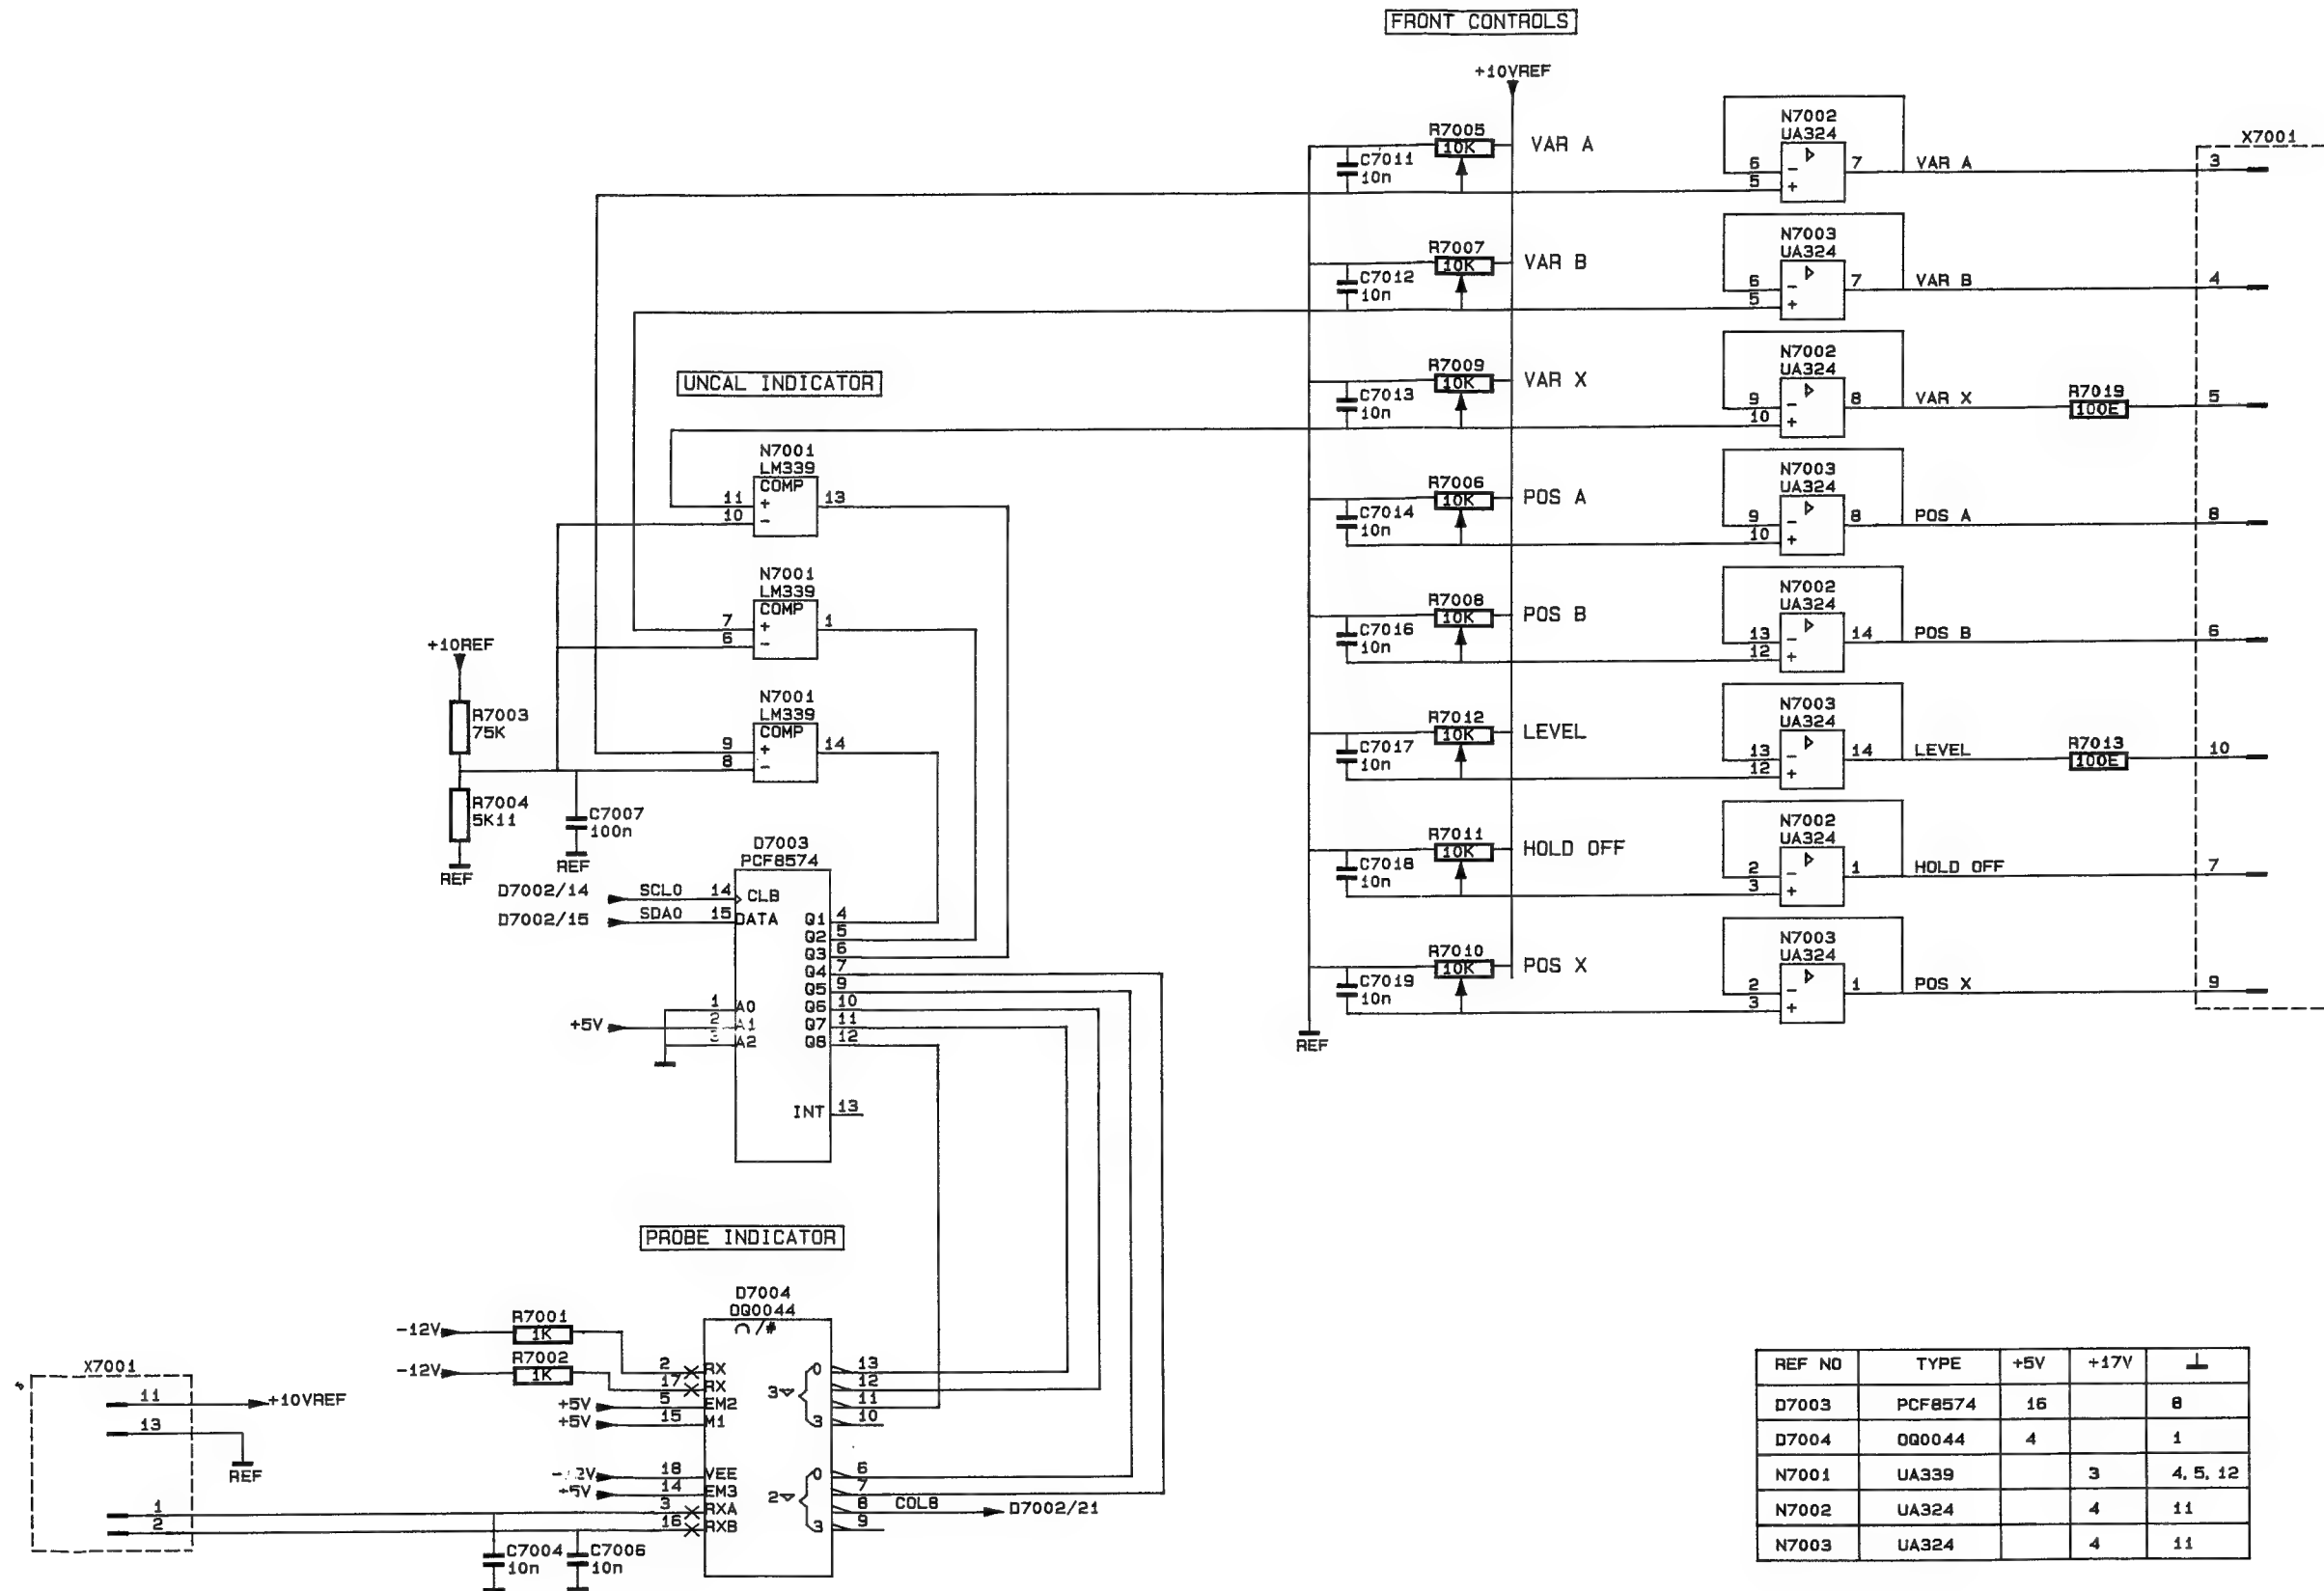 FRONT CONTROLS
+10VREF
R7005
10K
VAR A
C7011
10n
N7002
UA324
6 -
5 +
7
VAR A
X7001
3
R7007
10K
VAR B
C7012
10n
N7003
UA324
6 -
5 +
7
VAR B
4
R7009
10K
VAR X
C7013
10n
N7002
UA324
9 -
10 +
8
VAR X
R7019
100E
5
R7006
10K
POS A
C7014
10n
N7003
UA324
9 -
10 +
8
POS A
8
R7008
10K
POS B
C7016
10n
N7002
UA324
13 -
12 +
14
POS B
6
R7012
10K
LEVEL
C7017
10n
N7003
UA324
13 -
12 +
14
LEVEL
R7013
100E
10
R7011
10K
HOLD OFF
C7018
10n
N7002
UA324
2 -
3 +
1
HOLD OFF
7
R7010
10K
POS X
C7019
10n
N7003
UA324
2 -
3 +
1
POS X
9
REF
UNCAL INDICATOR
N7001
LM339
COMP
11 +
10 -
13
N7001
LM339
COMP
7 +
6 -
1
N7001
LM339
COMP
9 +
8 -
14
+10REF
R7003
75K
R7004
5K11
REF
C7007
100n
REF
D7003
PCF8574
D7002/14 SCL0 14 CLB
D7002/15 SDA0 15 DATA
Q1 4
Q2 5
Q3 6
Q4 7
Q5 9
Q6 10
Q7 11
Q8 12
1 A0
+5V 2 A1
3 A2
INT 13
PROBE INDICATOR
D7004
OQ0044
∩/#
-12V R7001 1K 2 RX
-12V R7002 1K 17 RX
+5V 5 EM2
+5V 15 M1
-12V 18 VEE
+5V 14 EM3
3 RXA
16 RXB
3 0 3
13
12
11
10
2 0 3
6
7
8 COL8 D7002/21
9
X7001
11 +10VREF
13
REF
1
2
C7004
10n
C7006
10n
REF NO TYPE +5V +17V ⊥
D7003 PCF8574 16 8
D7004 OQ0044 4 1
N7001 UA339 3 4, 5, 12
N7002 UA324 4 11
N7003 UA324 4 11